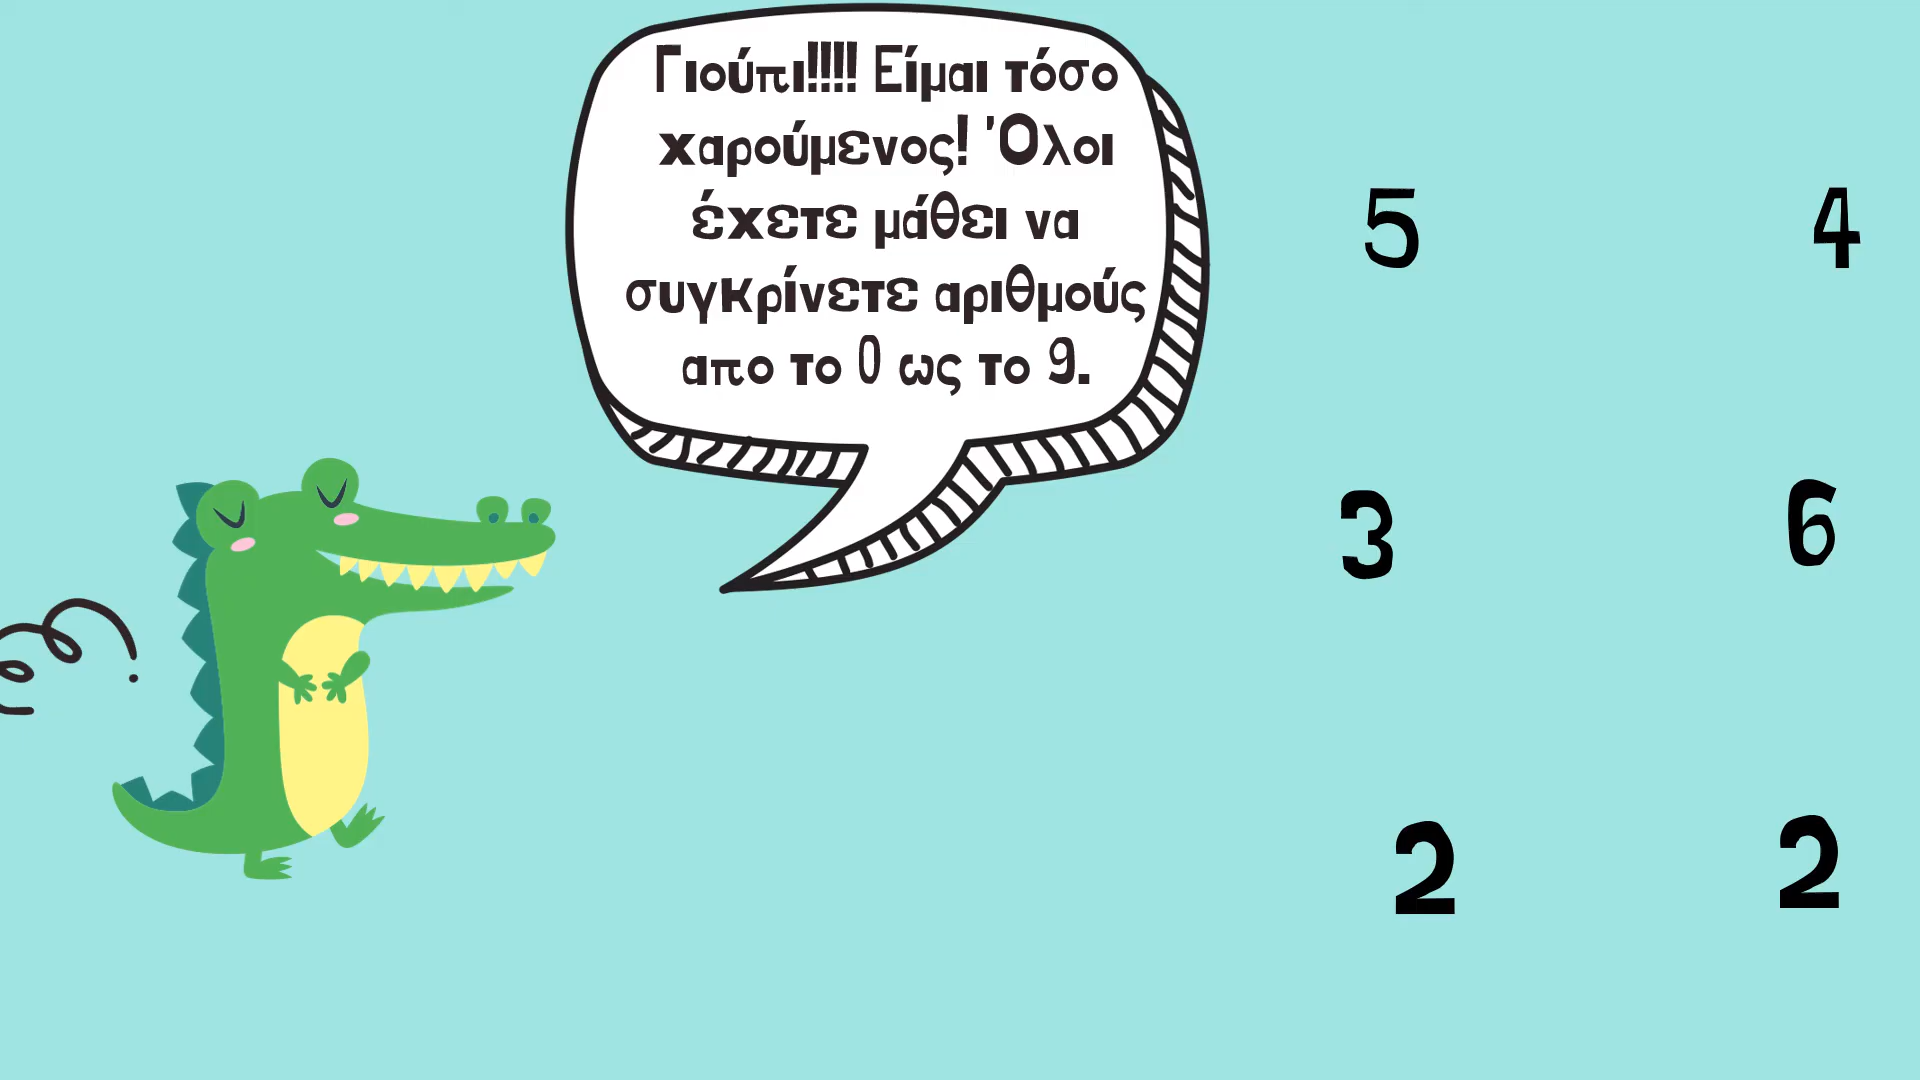 Γιούπι!!!! Είμαι τόσο
χαρούμενος! Όλοι
έχετε μάθει να
συγκρίνετε αριθμούς
απο το 0 ως το 9.
5 4
3 6
2 2